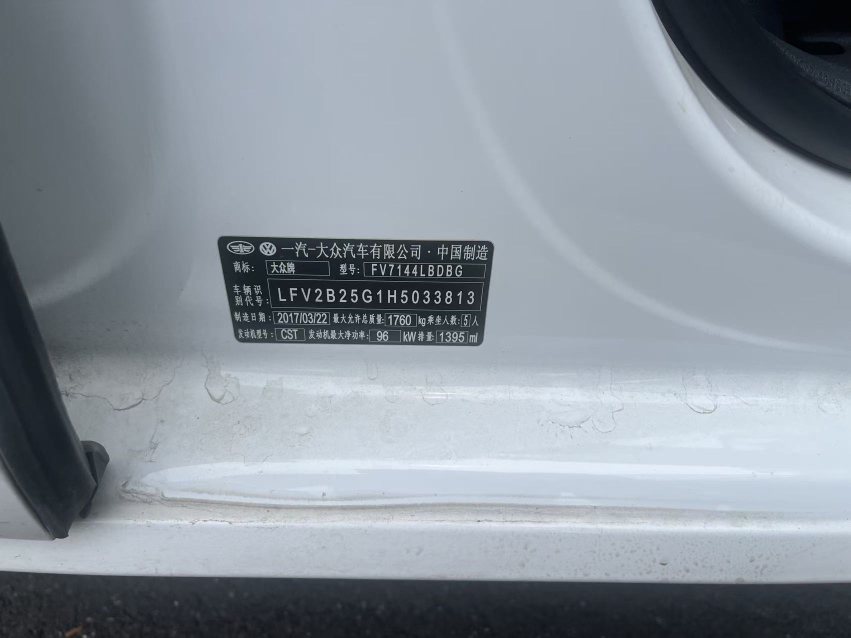 一汽-大众汽车有限公司·中国制造
商标: 大众牌 型号: FV7144LBDBG
车辆识别代号: LFV2B25G1H5033813
制造日期: 2017/03/22 最大允许总质量: 1760 kg 乘坐人数: 5 人
发动机型号: CST 发动机最大净功率: 96 kW 排量: 1395 ml